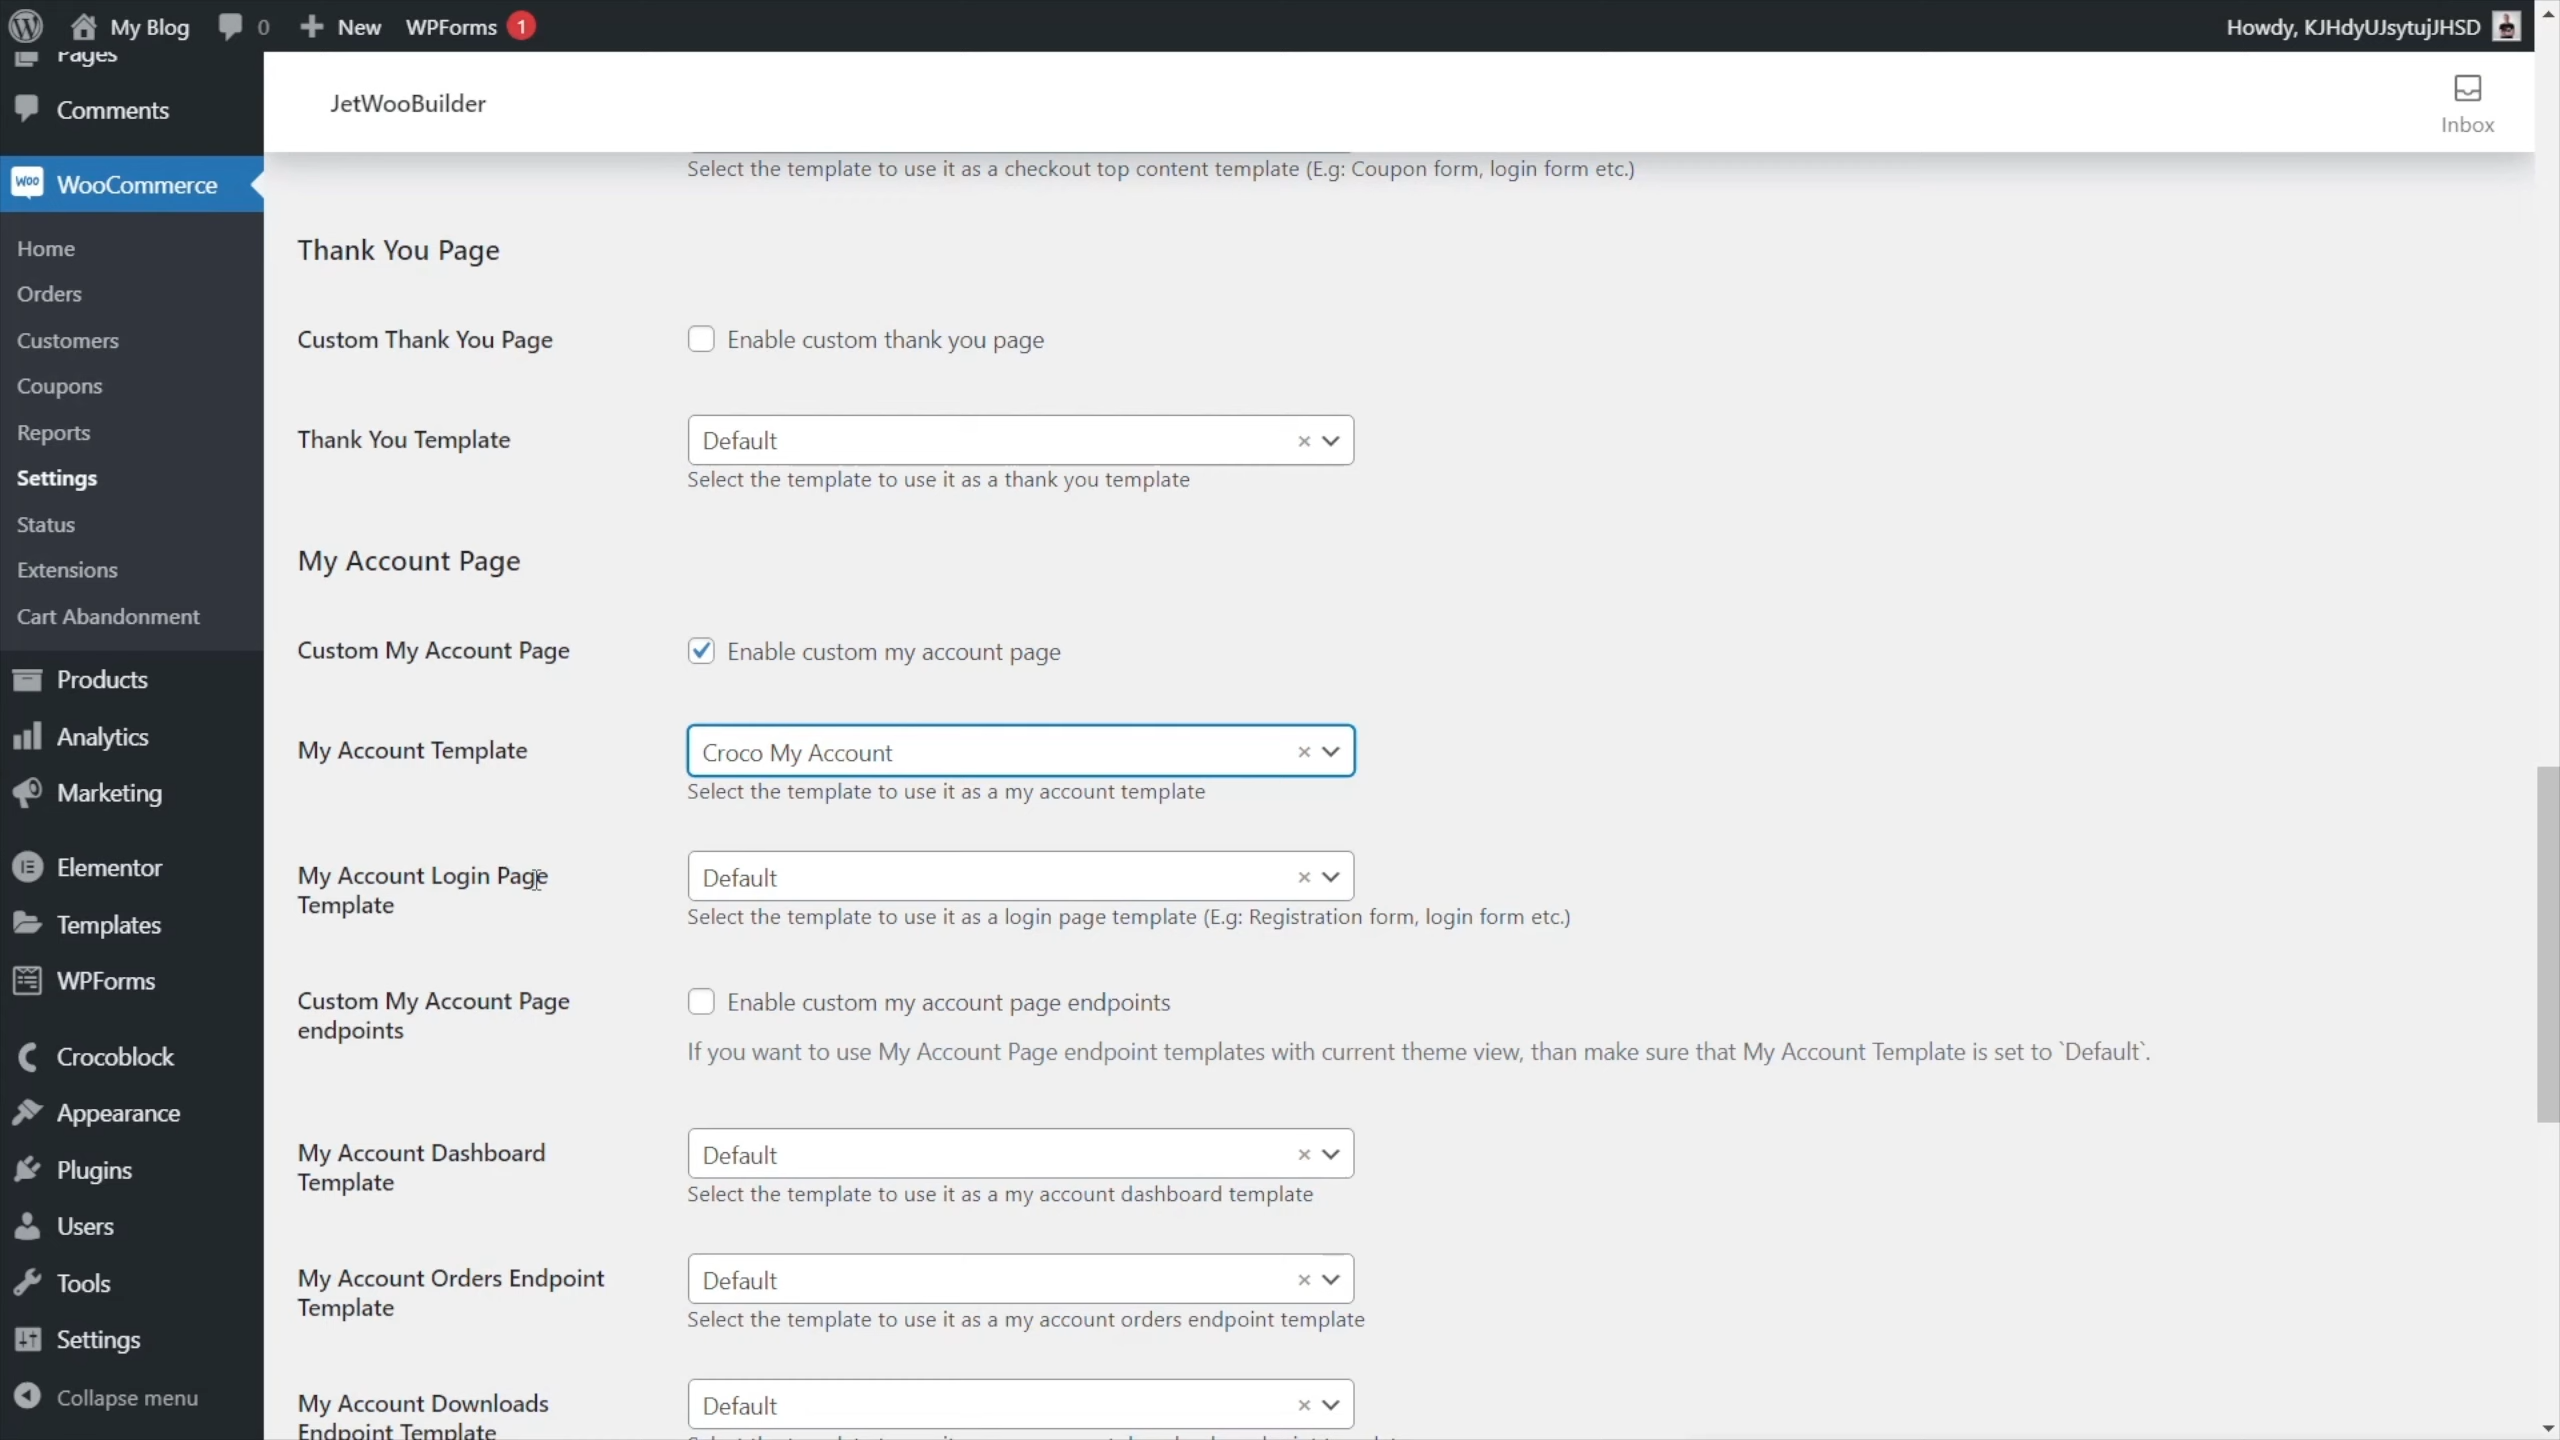 My Blog 0 New WPForms 1 Howdy, KJHdyUJsytujJHSD
Pages
Comments
Woo WooCommerce
Home
Orders
Customers
Coupons
Reports
Settings
Status
Extensions
Cart Abandonment
Products
Analytics
Marketing
Elementor
Templates
WPForms
Crocoblock
Appearance
Plugins
Users
Tools
Settings
Collapse menu
JetWooBuilder
Inbox
Select the template to use it as a checkout top content template (E.g: Coupon form, login form etc.)
Thank You Page
Custom Thank You Page
Enable custom thank you page
Thank You Template
Default
Select the template to use it as a thank you template
My Account Page
Custom My Account Page
Enable custom my account page
My Account Template
Croco My Account
Select the template to use it as a my account template
My Account Login Page
Template
Default
Select the template to use it as a login page template (E.g: Registration form, login form etc.)
Custom My Account Page
endpoints
Enable custom my account page endpoints
If you want to use My Account Page endpoint templates with current theme view, than make sure that My Account Template is set to `Default`.
My Account Dashboard
Template
Default
Select the template to use it as a my account dashboard template
My Account Orders Endpoint
Template
Default
Select the template to use it as a my account orders endpoint template
My Account Downloads
Endpoint Template
Default